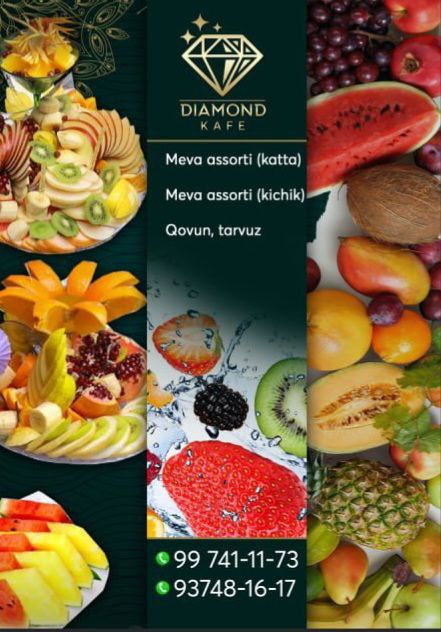 DIAMOND
KAFE
Meva assorti (katta)
Meva assorti (kichik)
Qovun, tarvuz
99 741-11-73
93748-16-17